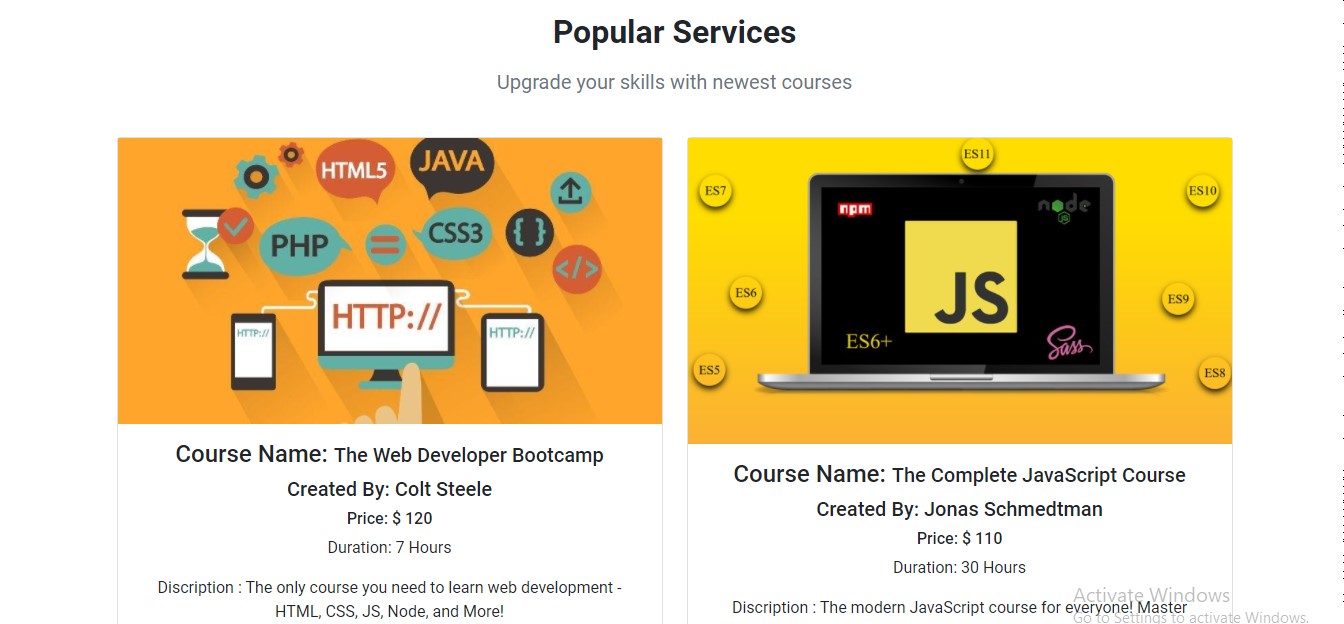 Popular Services
Upgrade your skills with newest courses
HTML5
JAVA
PHP
CSS3
{}
</>
HTTP://
HTTP://
HTTP://
Course Name: The Web Developer Bootcamp
Created By: Colt Steele
Price: $ 120
Duration: 7 Hours
Discription : The only course you need to learn web development -
HTML, CSS, JS, Node, and More!
ES11
ES7
ES10
npm
node
JS
JS
ES6
ES9
ES6+
Sass
ES5
ES8
Course Name: The Complete JavaScript Course
Created By: Jonas Schmedtman
Price: $ 110
Duration: 30 Hours
Discription : The modern JavaScript course for everyone! Master
Activate Windows
Go to Settings to activate Windows.